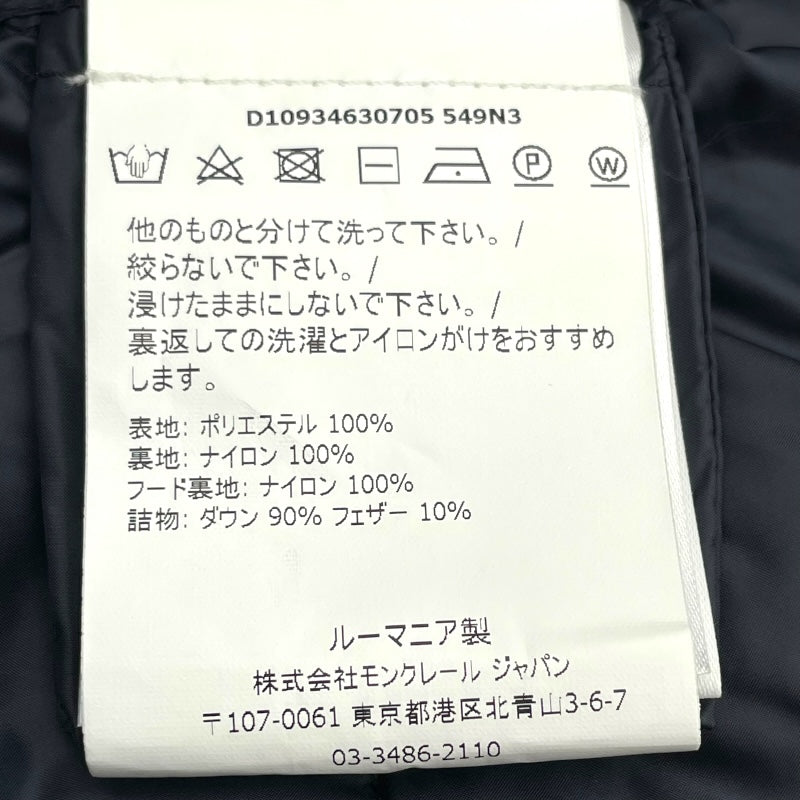 D10934630705 549N3
P W
他のものと分けて洗って下さい。/
絞らないで下さい。/
浸けたままにしないで下さい。/
裏返しての洗濯とアイロンがけをおすすめ
します。
表地: ポリエステル 100%
裏地: ナイロン 100%
フード裏地: ナイロン 100%
詰物: ダウン 90% フェザー 10%
ルーマニア製
株式会社モンクレール ジャパン
〒107-0061 東京都港区北青山3-6-7
03-3486-2110